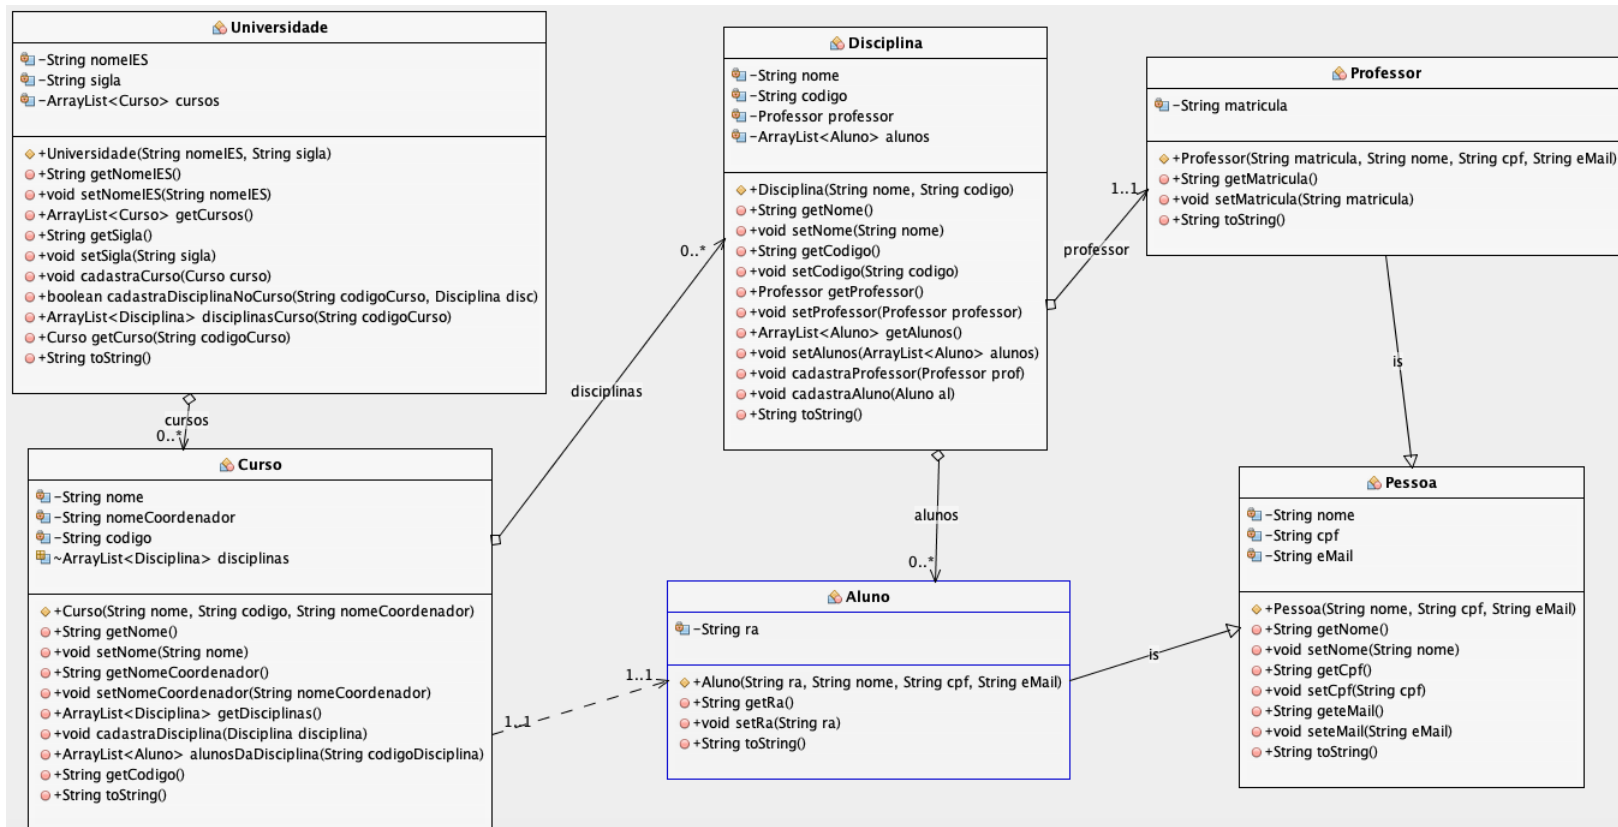 Universidade
-String nomeIES
-String sigla
-ArrayList<Curso> cursos
+Universidade(String nomeIES, String sigla)
+String getNomeIES()
+void setNomeIES(String nomeIES)
+ArrayList<Curso> getCursos()
+String getSigla()
+void setSigla(String sigla)
+void cadastraCurso(Curso curso)
+boolean cadastraDisciplinaNoCurso(String codigoCurso, Disciplina disc)
+ArrayList<Disciplina> disciplinasCurso(String codigoCurso)
+Curso getCurso(String codigoCurso)
+String toString()
cursos
0..*
Curso
-String nome
-String nomeCoordenador
-String codigo
~ArrayList<Disciplina> disciplinas
+Curso(String nome, String codigo, String nomeCoordenador)
+String getNome()
+void setNome(String nome)
+String getNomeCoordenador()
+void setNomeCoordenador(String nomeCoordenador)
+ArrayList<Disciplina> getDisciplinas()
+void cadastraDisciplina(Disciplina disciplina)
+ArrayList<Aluno> alunosDaDisciplina(String codigoDisciplina)
+String getCodigo()
+String toString()
disciplinas
0..*
1..1
1..1
Disciplina
-String nome
-String codigo
-Professor professor
-ArrayList<Aluno> alunos
+Disciplina(String nome, String codigo)
+String getNome()
+void setNome(String nome)
+String getCodigo()
+void setCodigo(String codigo)
+Professor getProfessor()
+void setProfessor(Professor professor)
+ArrayList<Aluno> getAlunos()
+void setAlunos(ArrayList<Aluno> alunos)
+void cadastraProfessor(Professor prof)
+void cadastraAluno(Aluno al)
+String toString()
alunos
0..*
Aluno
-String ra
+Aluno(String ra, String nome, String cpf, String eMail)
+String getRa()
+void setRa(String ra)
+String toString()
is
1..1
professor
Professor
-String matricula
+Professor(String matricula, String nome, String cpf, String eMail)
+String getMatricula()
+void setMatricula(String matricula)
+String toString()
is
Pessoa
-String nome
-String cpf
-String eMail
+Pessoa(String nome, String cpf, String eMail)
+String getNome()
+void setNome(String nome)
+String getCpf()
+void setCpf(String cpf)
+String geteMail()
+void seteMail(String eMail)
+String toString()